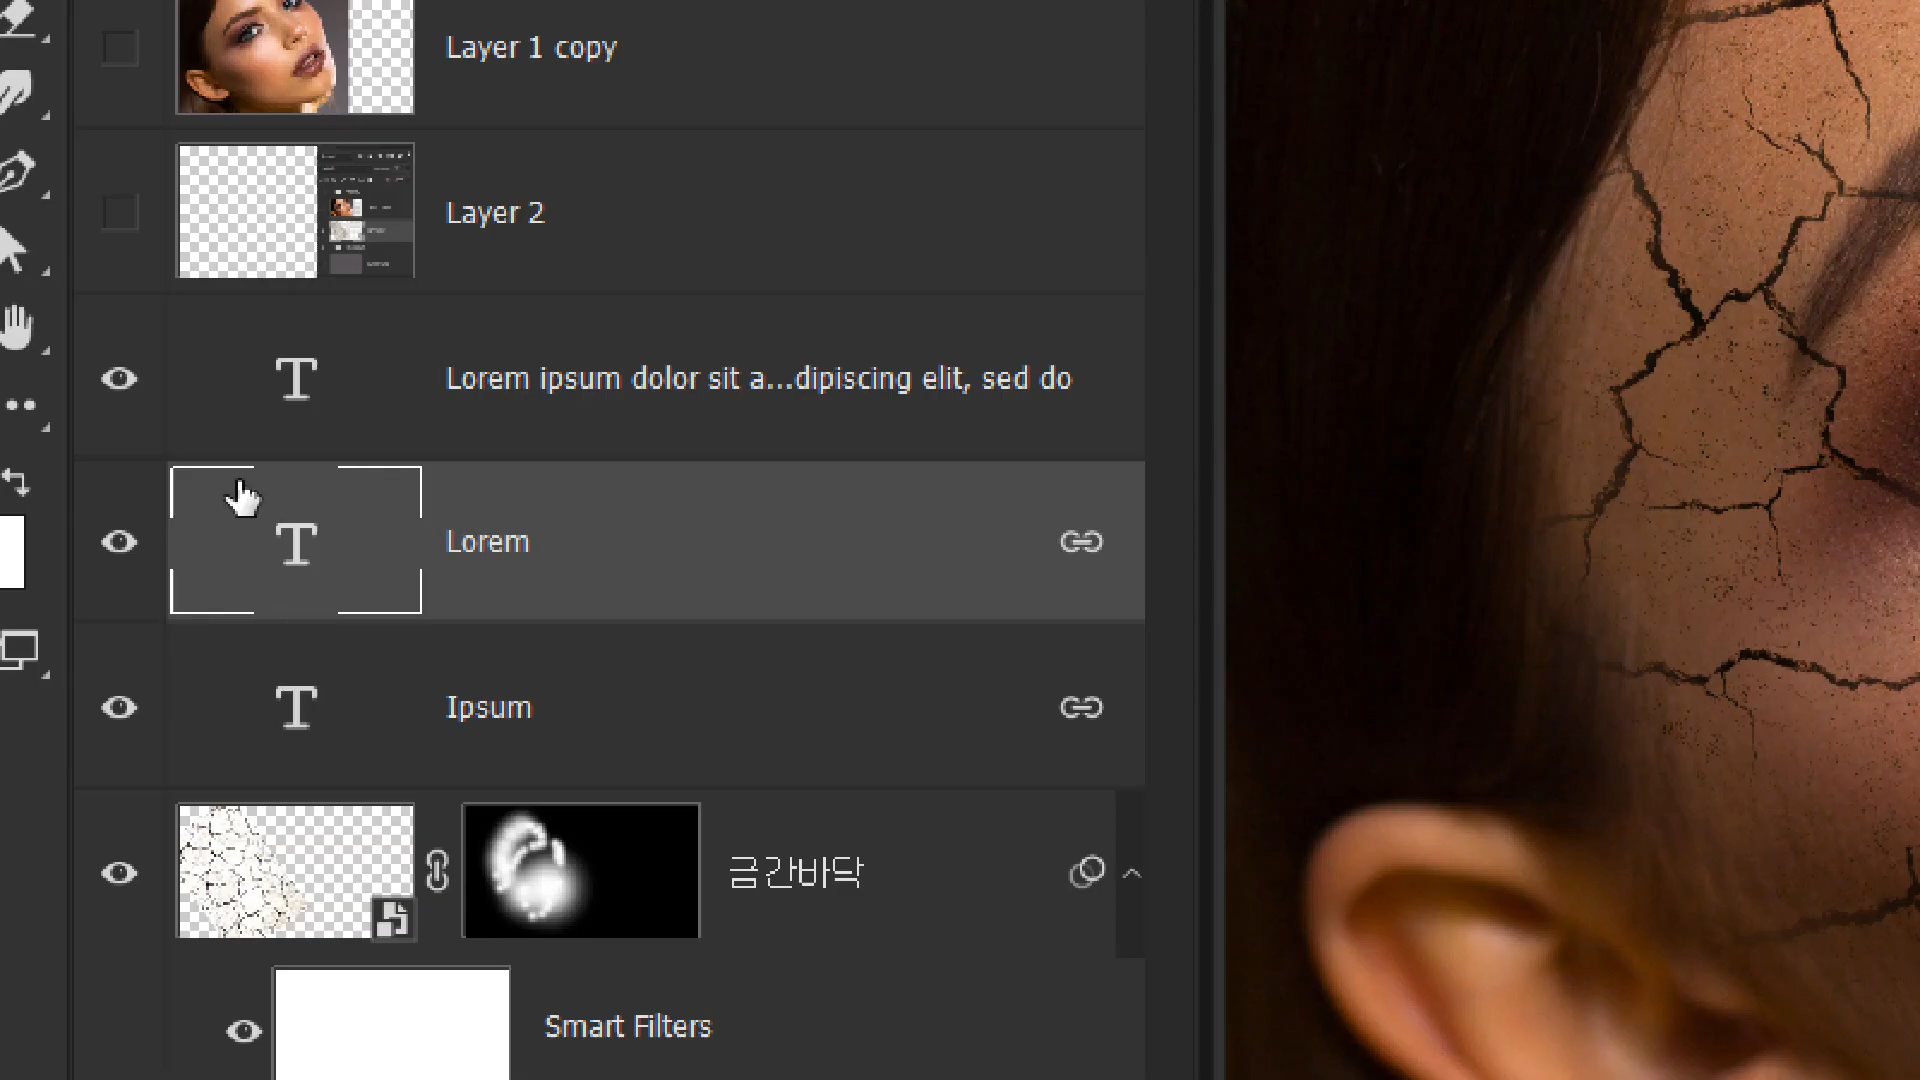 Layer 1 copy
Layer 2
Lorem ipsum dolor sit a...dipiscing elit, sed do
Lorem
Ipsum
금간바닥
Smart Filters